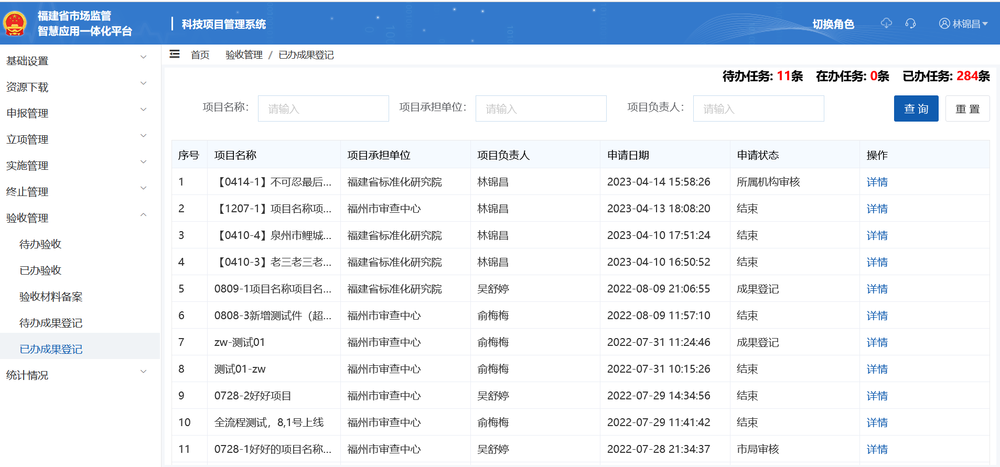 福建省市场监管
智慧应用一体化平台
科技项目管理系统
切换角色
林锦昌
基础设置
资源下载
申报管理
立项管理
实施管理
终止管理
验收管理
待办验收
已办验收
验收材料备案
待办成果登记
已办成果登记
统计情况
首页 验收管理 / 已办成果登记
待办任务: 11条 在办任务: 0条 已办任务: 284条
项目名称: 请输入 项目承担单位: 请输入 项目负责人: 请输入 查 询 重 置
序号 项目名称 项目承担单位 项目负责人 申请日期 申请状态 操作
1 【0414-1】不可忍最后... 福建省标准化研究院 林锦昌 2023-04-14 15:58:26 所属机构审核 详情
2 【1207-1】项目名称项... 福州市审查中心 林锦昌 2023-04-13 18:08:20 结束 详情
3 【0410-4】泉州市鲤城... 福建省标准化研究院 林锦昌 2023-04-10 17:51:24 结束 详情
4 【0410-3】老三老三老... 福建省标准化研究院 林锦昌 2023-04-10 16:50:52 结束 详情
5 0809-1项目名称项目名... 福建省标准化研究院 吴舒婷 2022-08-09 21:06:55 成果登记 详情
6 0808-3新增测试件（超... 福州市审查中心 俞梅梅 2022-08-09 11:57:10 结束 详情
7 zw-测试01 福州市审查中心 俞梅梅 2022-07-31 11:24:46 成果登记 详情
8 测试01-zw 福州市审查中心 俞梅梅 2022-07-31 10:15:26 结束 详情
9 0728-2好好项目 福州市审查中心 吴舒婷 2022-07-29 14:34:56 结束 详情
10 全流程测试，8,1号上线 福州市审查中心 俞梅梅 2022-07-29 11:41:42 结束 详情
11 0728-1好好的项目名称... 福州市审查中心 吴舒婷 2022-07-28 21:34:37 市局审核 详情